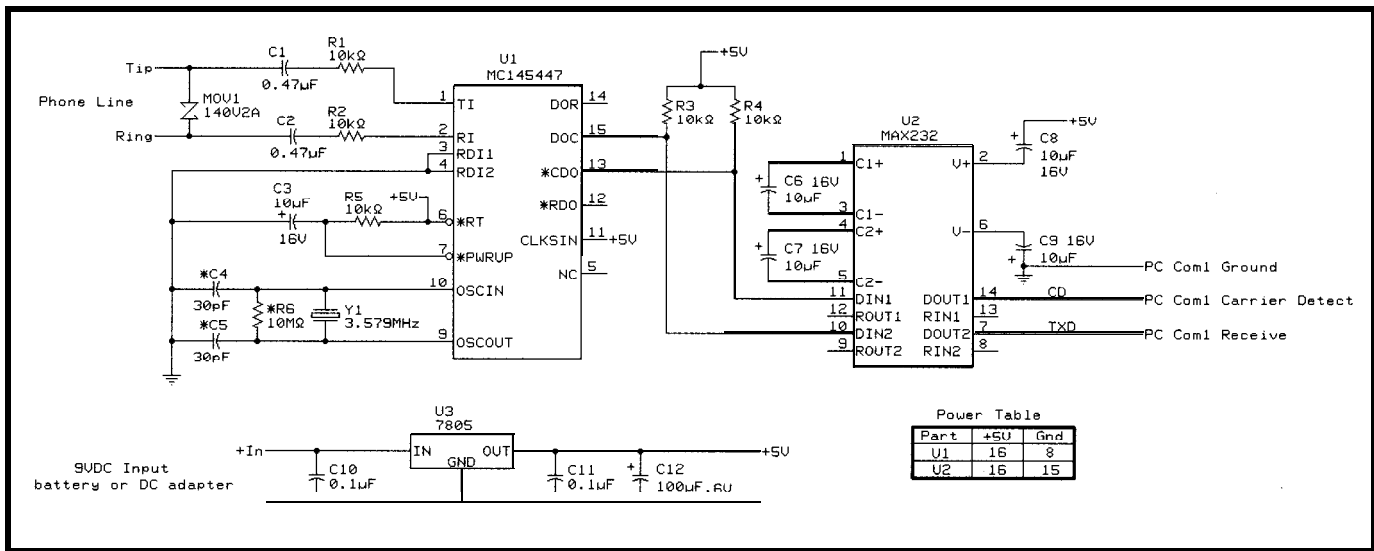 C1
0.47µF
R1
10kΩ
Tip
Phone Line
MOV1
140V2A
Ring
C2
0.47µF
R2
10kΩ
U1
MC145447
1 TI
2 RI
3 RDI1
4 RDI2
6 *RT
7 *PWRUP
10 OSCIN
9 OSCOUT
DOR 14
DOC 15
*CDO 13
*RDO 12
CLKSIN 11 +5V
NC 5
C3
10µF
16V
R5
10kΩ
+5V
*C4
30pF
*R6
10MΩ
Y1
3.579MHz
*C5
30pF
+5V
R3
10kΩ
R4
10kΩ
U2
MAX232
1 C1+
3 C1-
4 C2+
5 C2-
11 DIN1
12 ROUT1
10 DIN2
9 ROUT2
V+ 2
V- 6
DOUT1 14
RIN1 13
DOUT2 7
RIN2 8
C6 16V
10µF
C7 16V
10µF
+5V
C8
10µF
16V
C9 16V
10µF
PC Com1 Ground
CD
PC Com1 Carrier Detect
TXD
PC Com1 Receive
U3
7805
+In
IN OUT
GND
+5V
9VDC Input
battery or DC adapter
C10
0.1µF
C11
0.1µF
C12
100µF.6V
Power Table
Part +5V Gnd
U1 16 8
U2 16 15